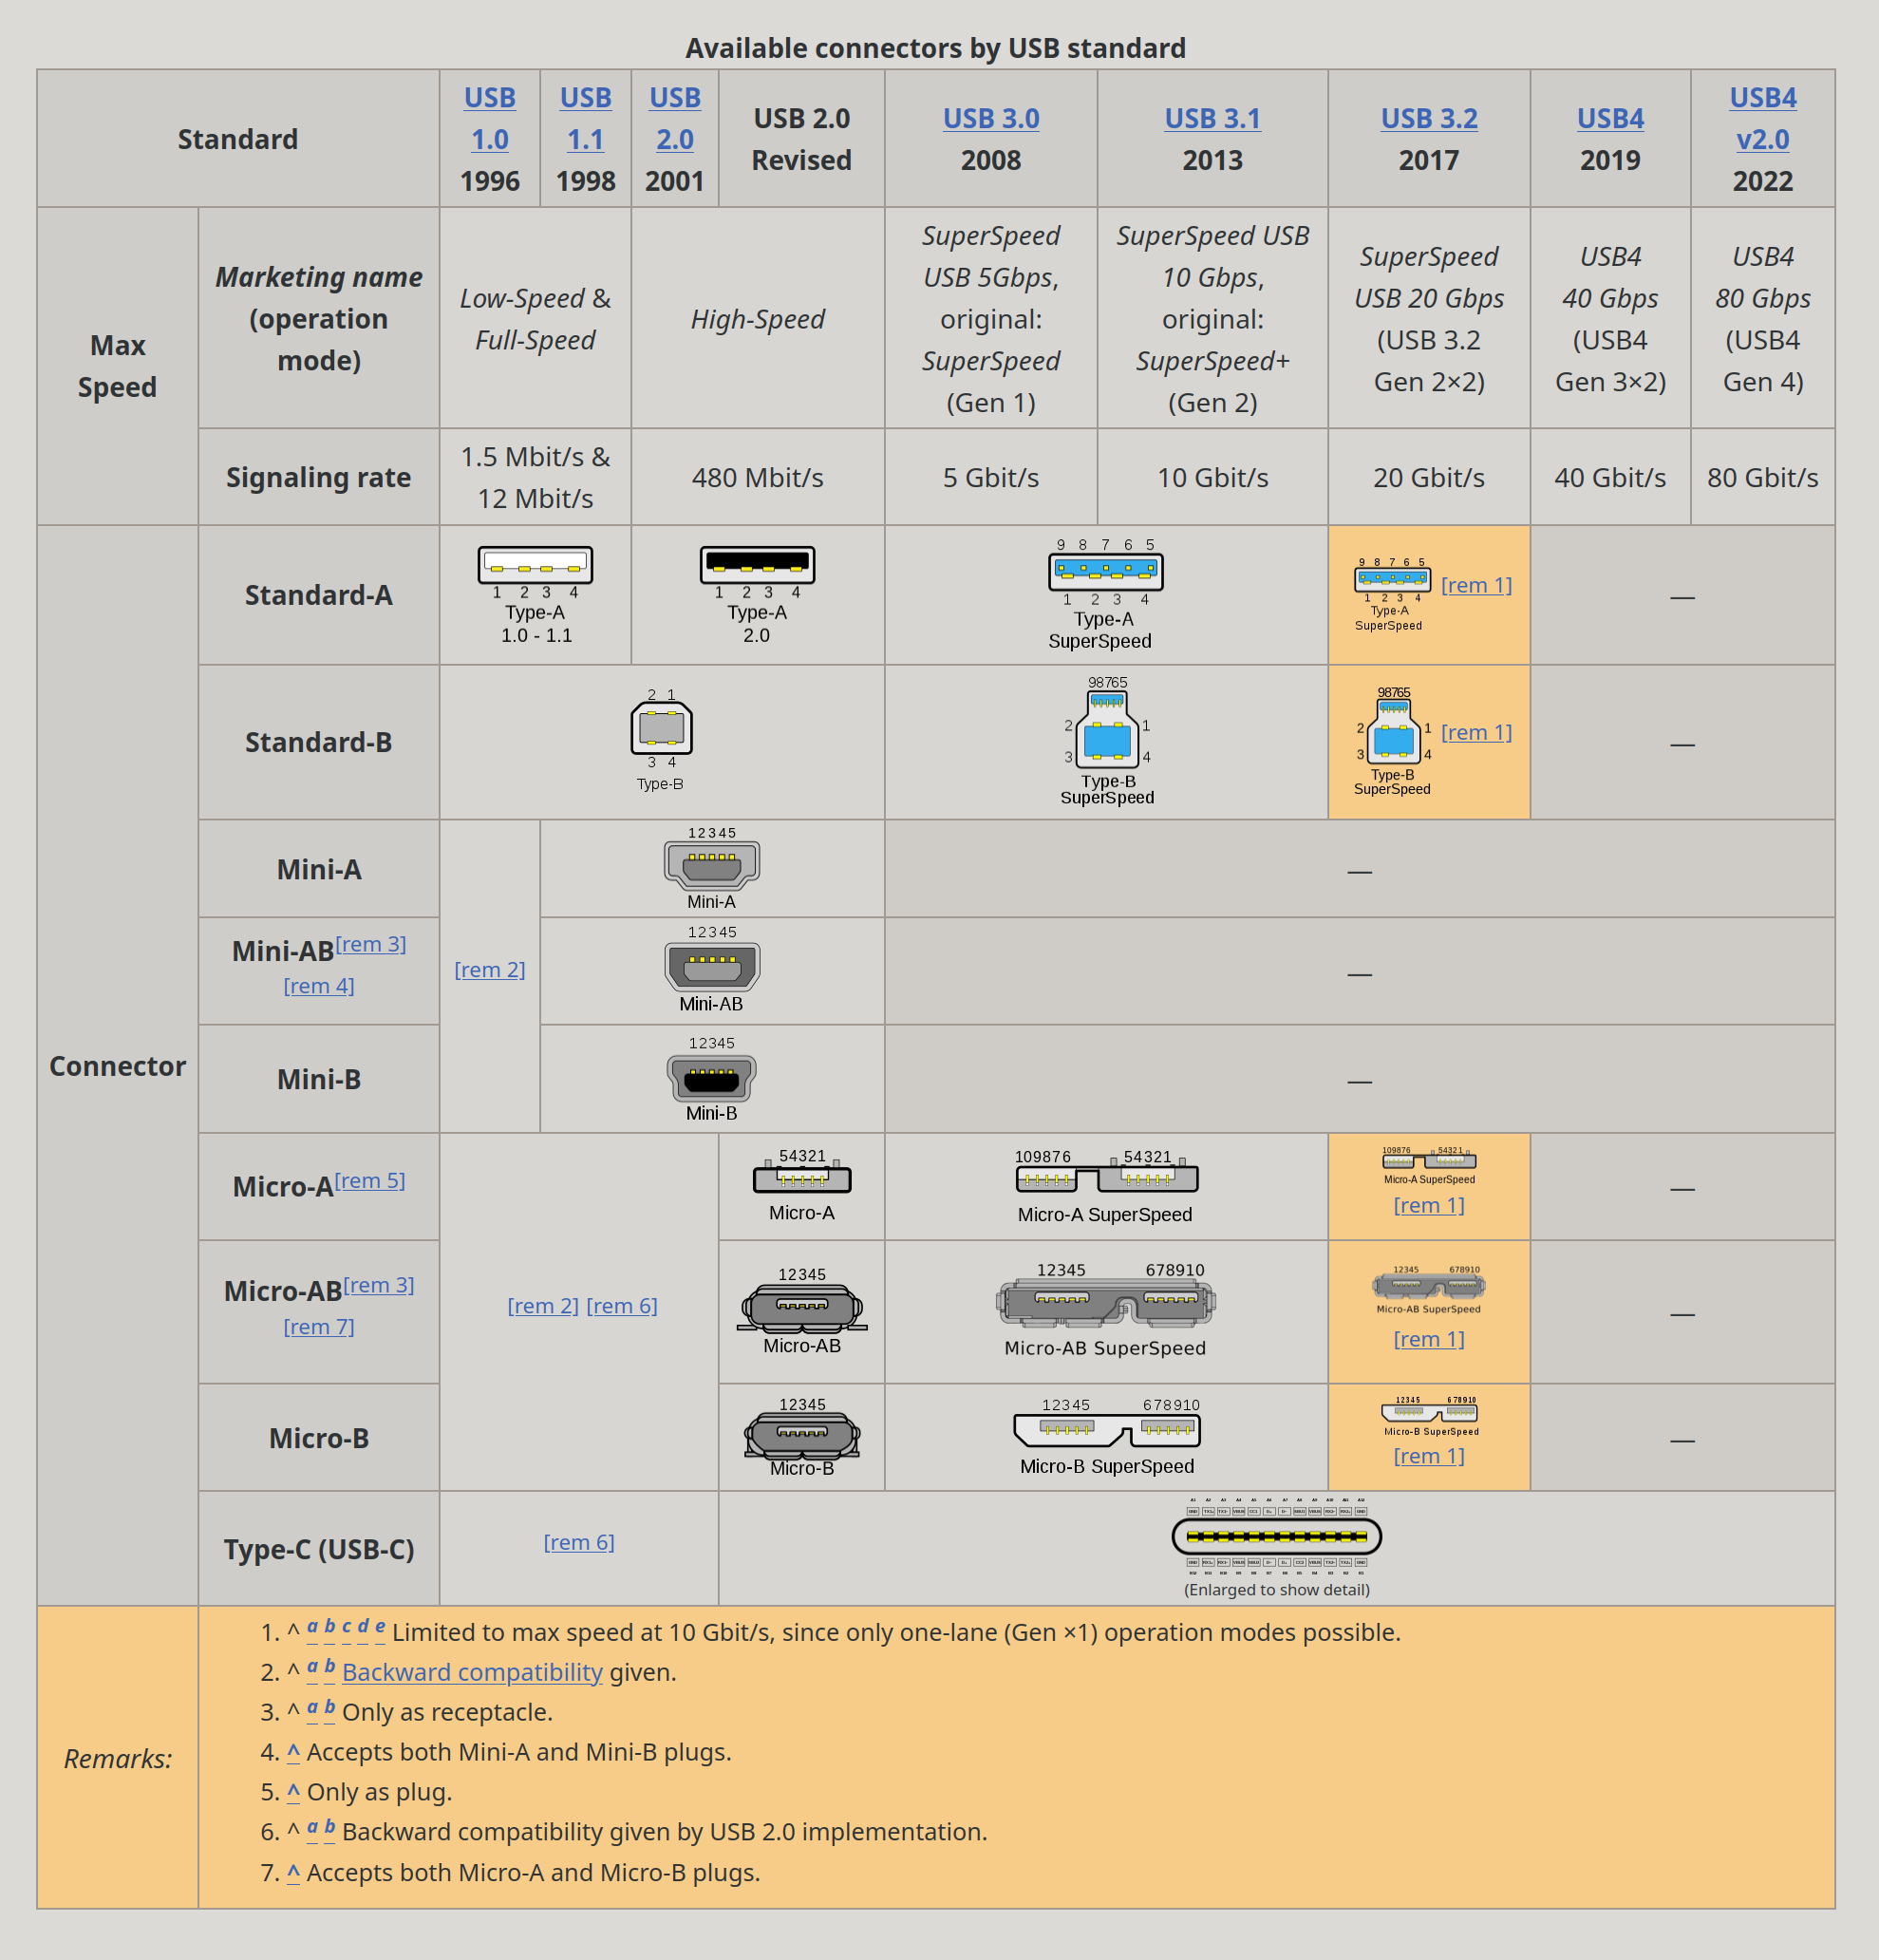 Available connectors by USB standard
Standard
USB
1.0
1996
USB
1.1
1998
USB
2.0
2001
USB 2.0
Revised
USB 3.0
2008
USB 3.1
2013
USB 3.2
2017
USB4
2019
USB4
v2.0
2022
Max
Speed
Marketing name
(operation
mode)
Low-Speed &
Full-Speed
High-Speed
SuperSpeed
USB 5Gbps,
original:
SuperSpeed
(Gen 1)
SuperSpeed USB
10 Gbps,
original:
SuperSpeed+
(Gen 2)
SuperSpeed
USB 20 Gbps
(USB 3.2
Gen 2×2)
USB4
40 Gbps
(USB4
Gen 3×2)
USB4
80 Gbps
(USB4
Gen 4)
Signaling rate
1.5 Mbit/s &
12 Mbit/s
480 Mbit/s
5 Gbit/s
10 Gbit/s
20 Gbit/s
40 Gbit/s
80 Gbit/s
Connector
Standard-A
1 2 3 4
Type-A
1.0 - 1.1
1 2 3 4
Type-A
2.0
9 8 7 6 5
1 2 3 4
Type-A
SuperSpeed
9 8 7 6 5
1 2 3 4
Type-A
SuperSpeed
[rem 1]
—
Standard-B
2 1
3 4
Type-B
98765
2 1
3 4
Type-B
SuperSpeed
98765
2 1
3 4
Type-B
SuperSpeed
[rem 1]
—
Mini-A
[rem 2]
12345
Mini-A
—
Mini-AB[rem 3]
[rem 4]
12345
Mini-AB
—
Mini-B
12345
Mini-B
—
Micro-A[rem 5]
[rem 2] [rem 6]
54321
Micro-A
109876 54321
Micro-A SuperSpeed
109876 54321
Micro-A SuperSpeed
[rem 1]
—
Micro-AB[rem 3]
[rem 7]
12345
Micro-AB
12345 678910
Micro-AB SuperSpeed
12345 678910
Micro-AB SuperSpeed
[rem 1]
—
Micro-B
12345
Micro-B
12345 678910
Micro-B SuperSpeed
12345 678910
Micro-B SuperSpeed
[rem 1]
—
Type-C (USB-C)
[rem 6]
(Enlarged to show detail)
Remarks:
1. ^ a b c d e Limited to max speed at 10 Gbit/s, since only one-lane (Gen ×1) operation modes possible.
2. ^ a b Backward compatibility given.
3. ^ a b Only as receptacle.
4. ^ Accepts both Mini-A and Mini-B plugs.
5. ^ Only as plug.
6. ^ a b Backward compatibility given by USB 2.0 implementation.
7. ^ Accepts both Micro-A and Micro-B plugs.